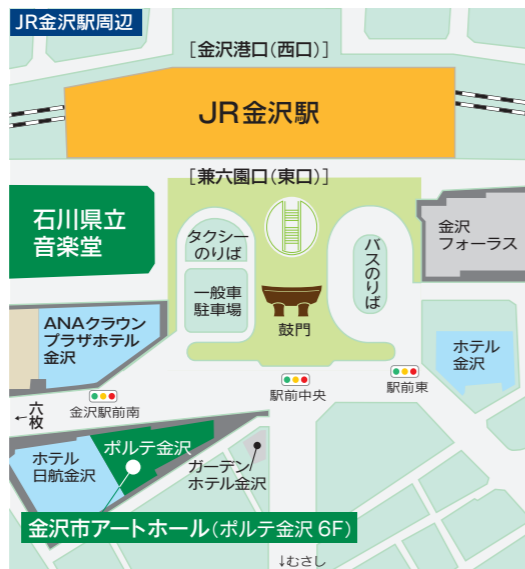 JR金沢駅周辺
［金沢港口(西口)］
JR金沢駅
［兼六園口(東口)］
石川県立
音楽堂
タクシー
のりば
一般車
駐車場
バスのりば
金沢
フォーラス
鼓門
ANAクラウン
プラザホテル
金沢
ホテル
金沢
駅前中央
駅前東
←六枚
金沢駅前南
ポルテ金沢
ホテル
日航金沢
ガーデン
ホテル金沢
金沢市アートホール(ポルテ金沢 6F)
↓むさし